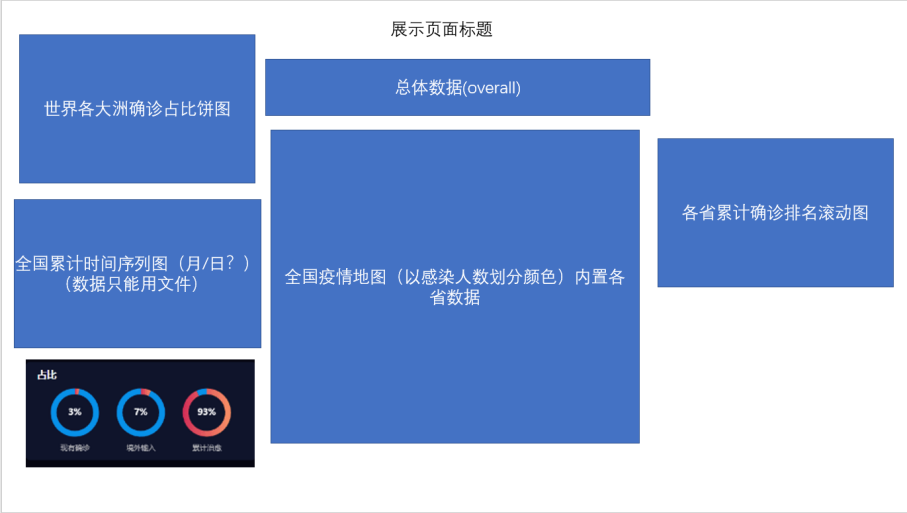 展示页面标题
世界各大洲确诊占比饼图
总体数据(overall)
各省累计确诊排名滚动图
全国累计时间序列图（月/日？）
（数据只能用文件）
全国疫情地图（以感染人数划分颜色）内置各
省数据
占比
3%
7%
93%
现有确诊
境外输入
累计治愈